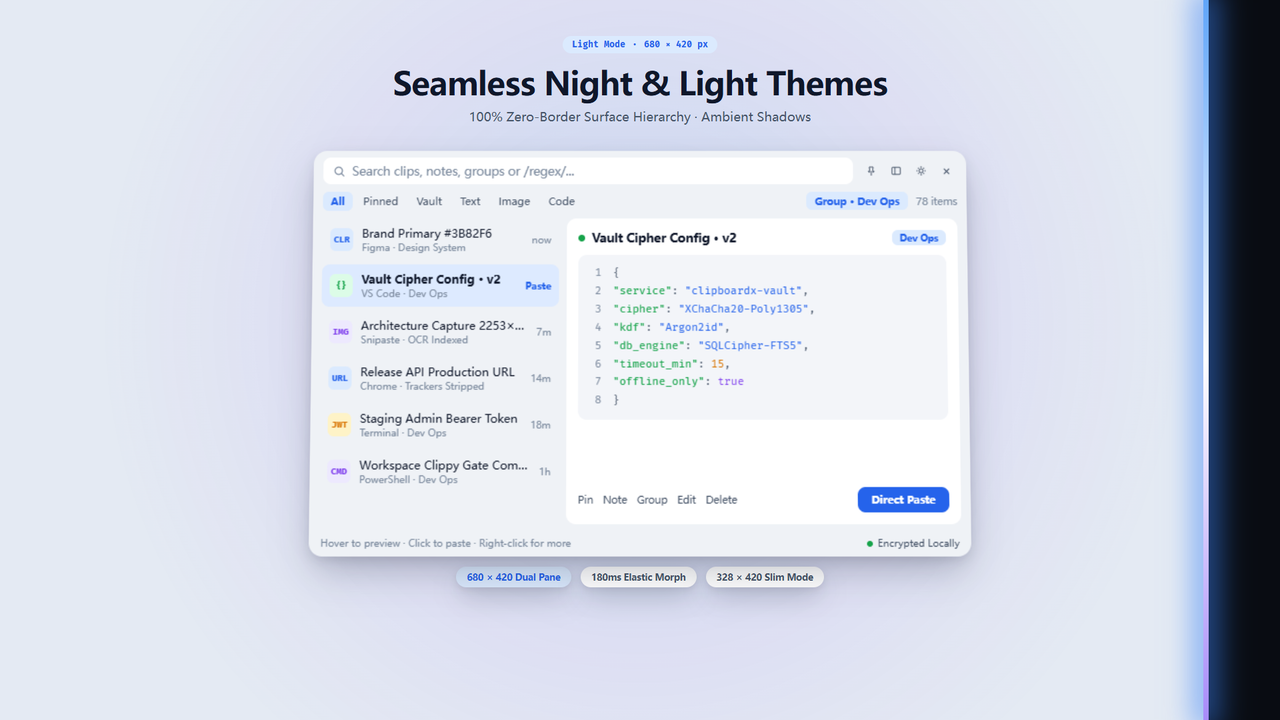 Light Mode · 680 × 420 px
Seamless Night & Light Themes
100% Zero-Border Surface Hierarchy · Ambient Shadows
Search clips, notes, groups or /regex/...
All Pinned Vault Text Image Code
Group • Dev Ops 78 items
CLR Brand Primary #3B82F6 now
Figma · Design System
{} Vault Cipher Config • v2 Paste
VS Code · Dev Ops
IMG Architecture Capture 2253×... 7m
Snipaste · OCR Indexed
URL Release API Production URL 14m
Chrome · Trackers Stripped
JWT Staging Admin Bearer Token 18m
Terminal · Dev Ops
CMD Workspace Clippy Gate Com... 1h
PowerShell · Dev Ops
Vault Cipher Config • v2 Dev Ops
1 {
2 "service": "clipboardx-vault",
3 "cipher": "XChaCha20-Poly1305",
4 "kdf": "Argon2id",
5 "db_engine": "SQLCipher-FTS5",
6 "timeout_min": 15,
7 "offline_only": true
8 }
Pin Note Group Edit Delete Direct Paste
Hover to preview · Click to paste · Right-click for more
Encrypted Locally
680 × 420 Dual Pane 180ms Elastic Morph 328 × 420 Slim Mode